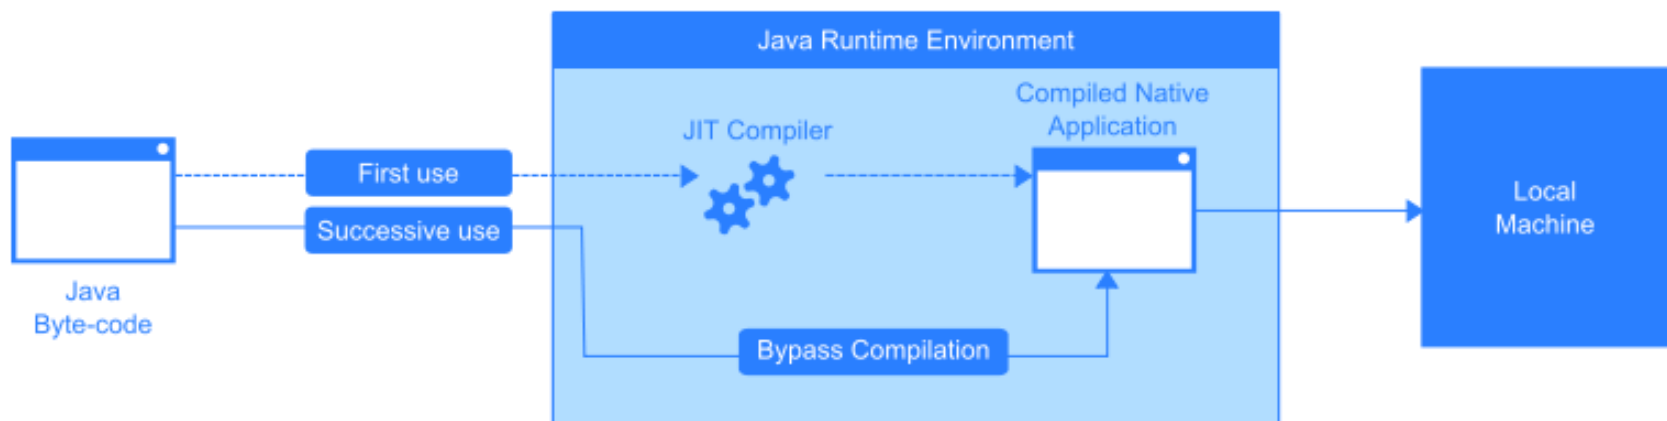 Java Runtime Environment
Compiled Native
Application
JIT Compiler
First use
Successive use
Java
Byte-code
Bypass Compilation
Local
Machine